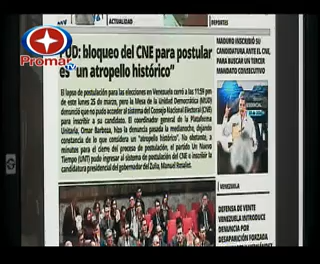 ACTUALIDAD
DEPORTES
Promar
TV
MUD: bloqueo del CNE para postular
es "un atropello histórico"
El lapso de postulación para las elecciones en Venezuela cerró a las 11:59 pm
de este lunes 25 de marzo, pero la Mesa de la Unidad Democrática (MUD)
denunció que no pudo acceder al sistema del Consejo Nacional Electoral (CNE)
para inscribir a su candidata. El coordinador general de la Plataforma
Unitaria, Omar Barboza, hizo la denuncia pasada la medianoche, dejando
constancia de lo que considera "un atropello histórico". No obstante, a
minutos para el cierre del proceso de postulación, el partido Un Nuevo
Tiempo (UNT) pudo ingresar al sistema de postulación del CNE e inscribir la
candidatura presidencial del gobernador del Zulia, Manuel Rosales.
MADURO INSCRIBIÓ SU
CANDIDATURA ANTE EL CNE,
PARA BUSCAR UN TERCER
MANDATO CONSECUTIVO
VENEZUELA
DEFENSA DE VENTE
VENEZUELA INTRODUCE
DENUNCIA POR
DESAPARICIÓN FORZADA